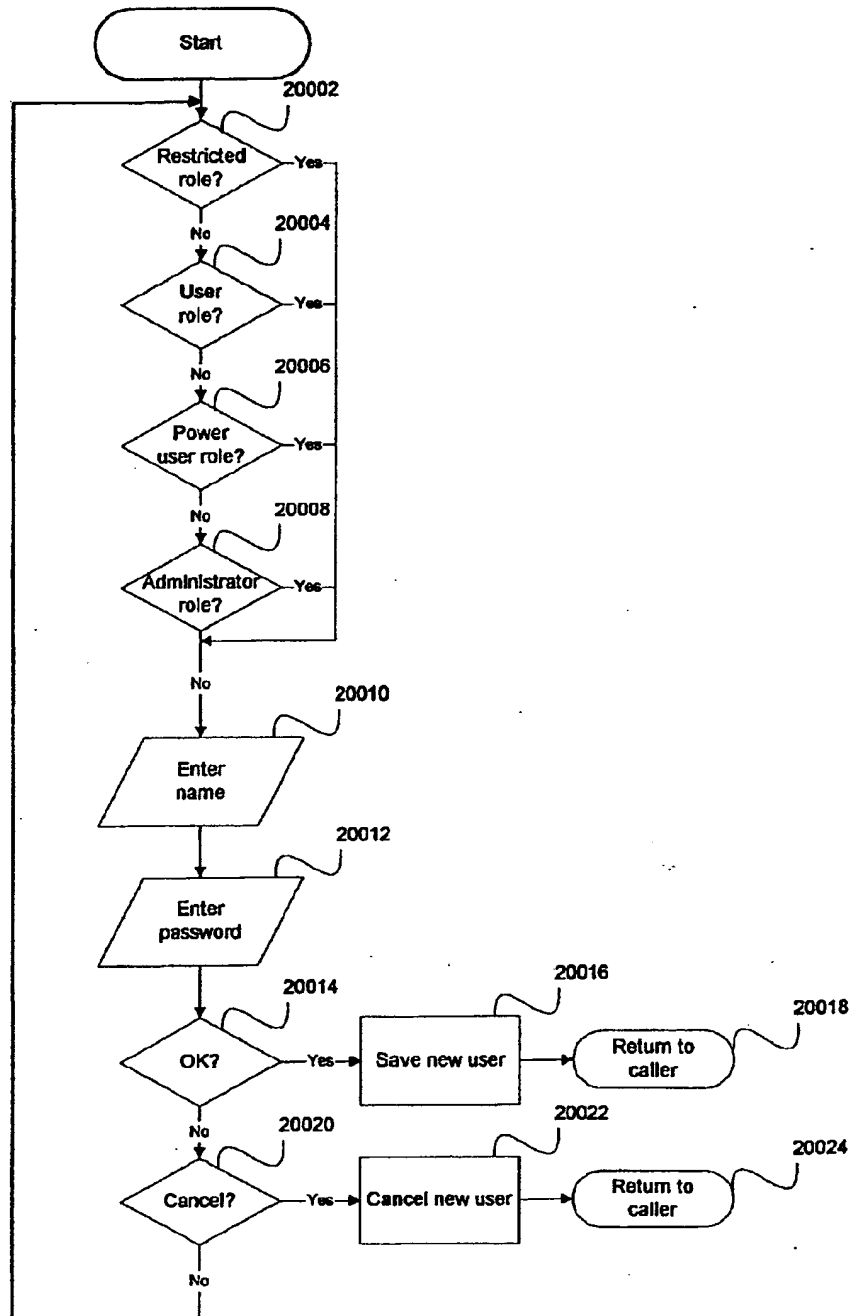 Start
20002
Restricted
role?
Yes
No
20004
User
role?
Yes
No
20006
Power
user role?
Yes
No
20008
Administrator
role?
Yes
No
20010
Enter
name
20012
Enter
password
20014
OK?
Yes
20016
Save new user
20018
Return to
caller
No
20020
Cancel?
Yes
20022
Cancel new user
20024
Return to
caller
No